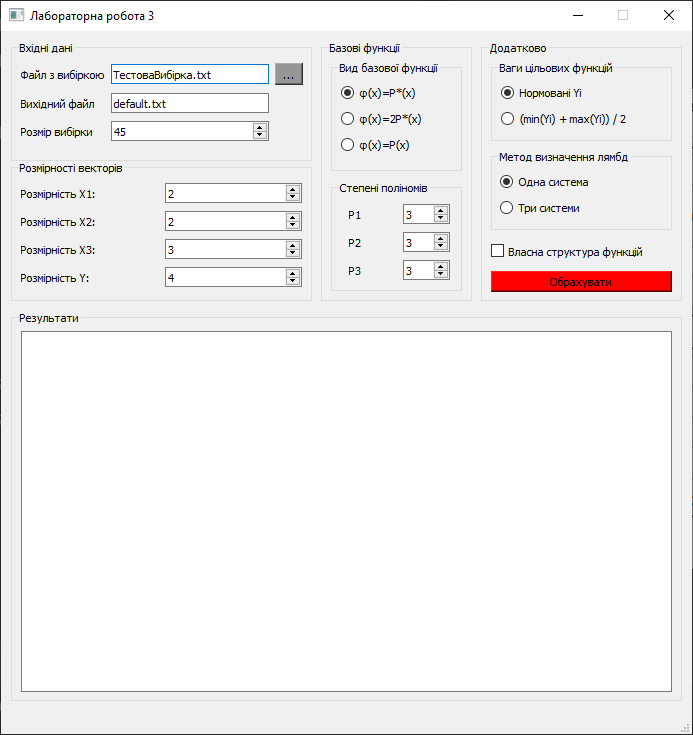 Лабораторна робота 3
Вхідні дані
Файл з вибіркою ТестоваВибірка.txt ...
Вихідний файл default.txt
Розмір вибірки 45
Розмірності векторів
Розмірність X1: 2
Розмірність X2: 2
Розмірність X3: 3
Розмірність Y: 4
Базові функції
Вид базової функції
φ(x)=P*(x)
φ(x)=2P*(x)
φ(x)=P(x)
Степені поліномів
P1 3
P2 3
P3 3
Додатково
Ваги цільових функцій
Нормовані Yi
(min(Yi) + max(Yi)) / 2
Метод визначення лямбд
Одна система
Три системи
Власна структура функцій
Обрахувати
Результати